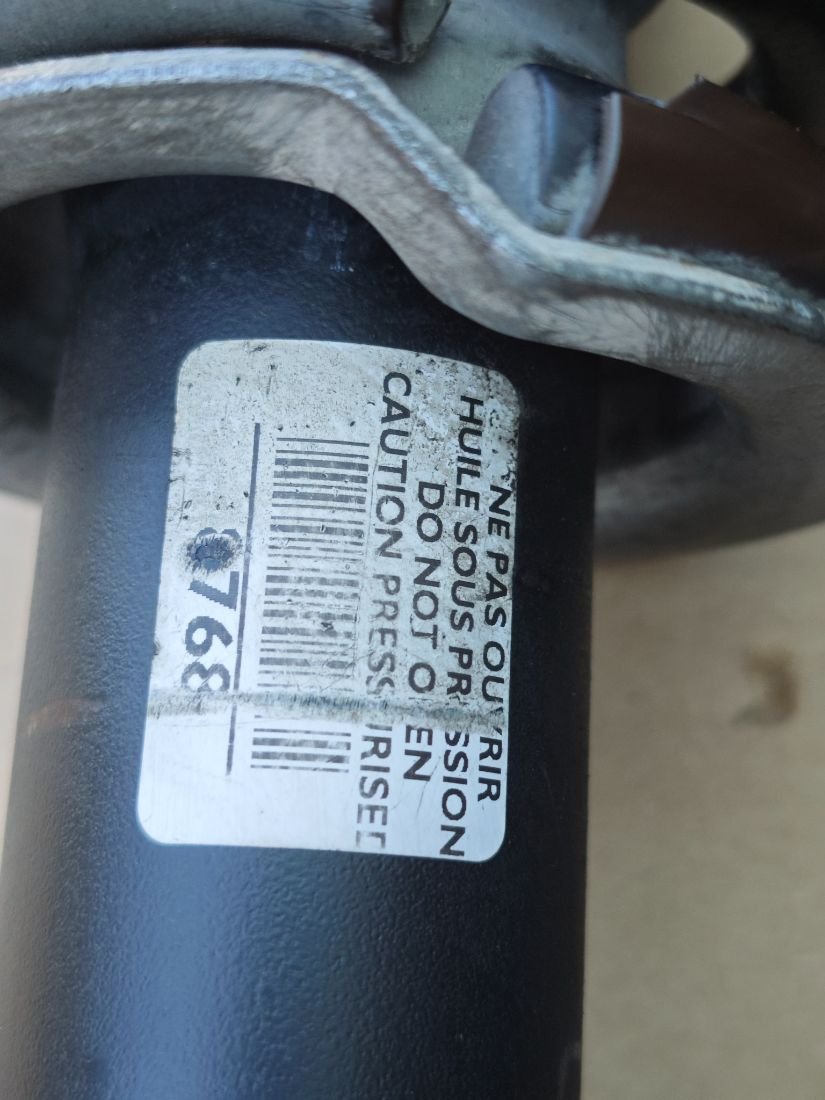 NE PAS OUVRIR
HUILE SOUS PRESSION
DO NOT OPEN
CAUTION PRESSURISED
8768